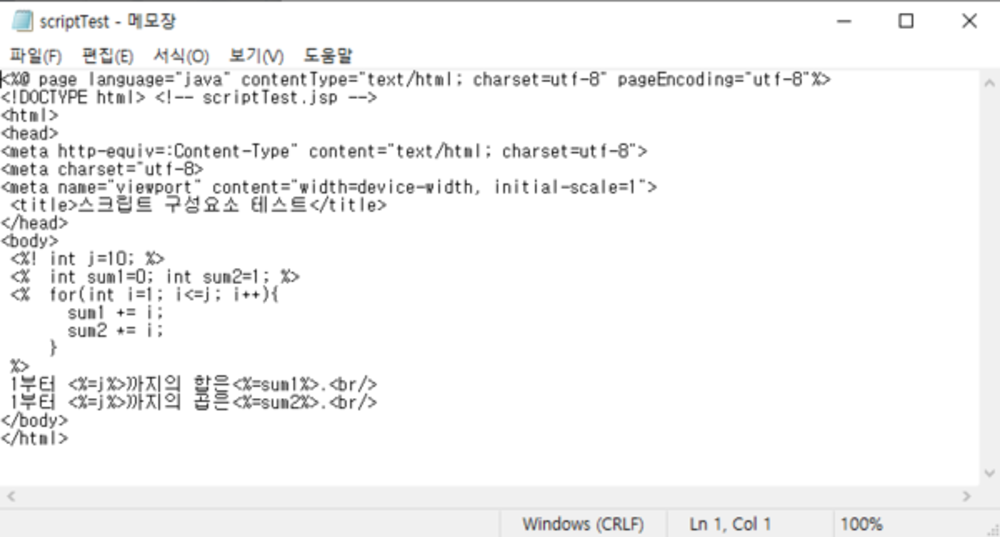 scriptTest - 메모장
파일(F) 편집(E) 서식(O) 보기(V) 도움말
<%@ page language="java" contentType="text/html; charset=utf-8" pageEncoding="utf-8"%>
<!DOCTYPE html> <!-- scriptTest.jsp -->
<html>
<head>
<meta http-equiv=:Content-Type" content="text/html; charset=utf-8">
<meta charset="utf-8>
<meta name="viewport" content="width=device-width, initial-scale=1">
<title>스크립트 구성요소 테스트</title>
</head>
<body>
<%! int j=10; %>
<%  int sum1=0; int sum2=1; %>
<%  for(int i=1; i<=j; i++){
sum1 += i;
sum2 *= i;
}
%>
1부터 <%=j%>까지의 합은<%=sum1%>.<br/>
1부터 <%=j%>까지의 곱은<%=sum2%>.<br/>
</body>
</html>
Windows (CRLF) Ln 1, Col 1 100%